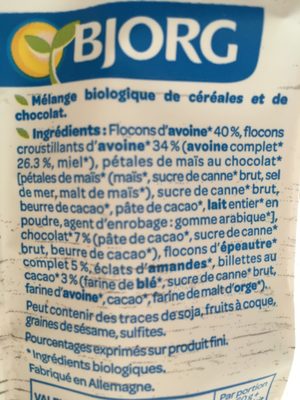 BJORG
Mélange biologique de céréales et de
chocolat.
Ingrédients : Flocons d'avoine* 40 %, flocons
croustillants d'avoine* 34 % (avoine complet*
26.3 %, miel*), pétales de maïs au chocolat*
[pétales de maïs* (maïs*, sucre de canne* brut, sel
de mer, malt de maïs*), sucre de canne* brut,
beurre de cacao*, pâte de cacao*, lait entier* en
poudre, agent d'enrobage : gomme arabique*],
chocolat* 7 % (pâte de cacao*, sucre de canne*
brut, beurre de cacao*), flocons d'épeautre*
complet 5 %, éclats d'amandes*, billettes au
cacao* 3 % (farine de blé*, sucre de canne* brut,
farine d'avoine*, cacao*, farine de malt d'orge*).
Peut contenir des traces de soja, fruits à coque,
graines de sésame, sulfites.
Pourcentages exprimés sur produit fini.
*Ingrédients biologiques.
Fabriqué en Allemagne.
Par portion